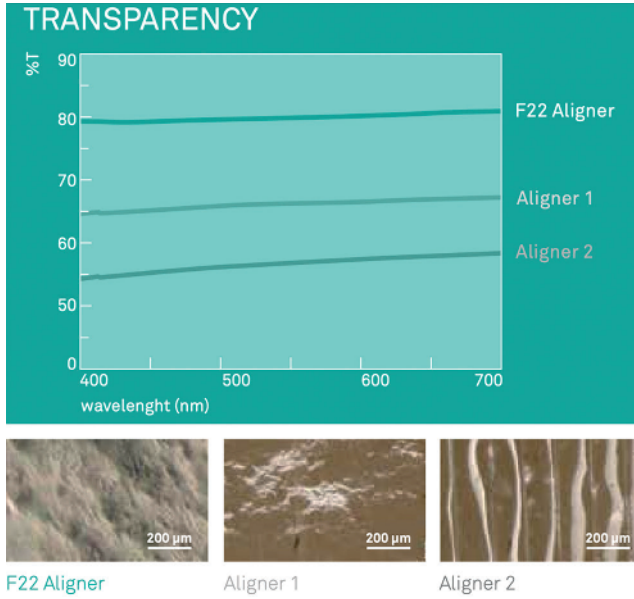 TRANSPARENCY
%T
90
80
70
60
50
0
F22 Aligner
Aligner 1
Aligner 2
400 500 600 700
wavelenght (nm)
200 µm 200 µm 200 µm
F22 Aligner Aligner 1 Aligner 2